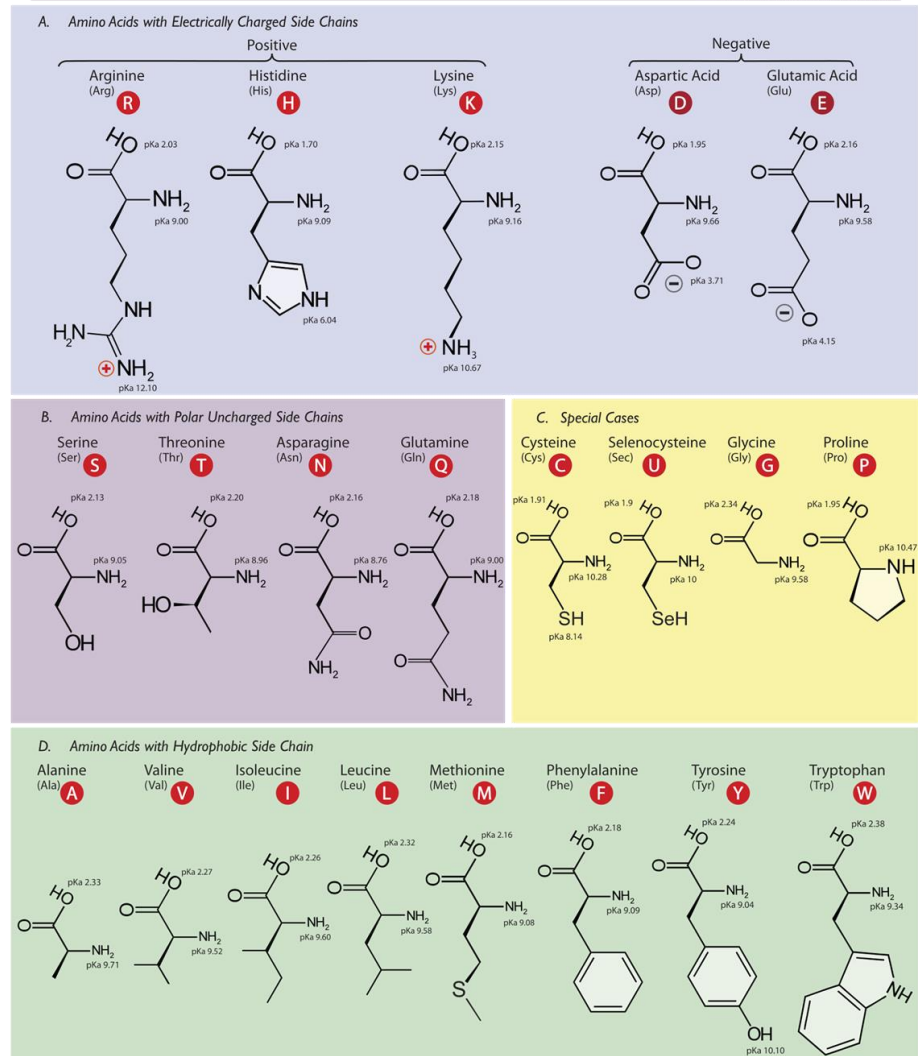 A. Amino Acids with Electrically Charged Side Chains
Positive
Negative
Arginine
(Arg)
R
Histidine
(His)
H
Lysine
(Lys)
K
Aspartic Acid
(Asp)
D
Glutamic Acid
(Glu)
E
HO
pKa 2.03
O
NH2
pKa 9.00
NH
H2N
+
NH2
pKa 12.10
HO
pKa 1.70
O
NH2
pKa 9.09
N
NH
pKa 6.04
HO
pKa 2.15
O
NH2
pKa 9.16
+
NH3
pKa 10.67
HO
pKa 1.95
O
NH2
pKa 9.66
O
O
−
pKa 3.71
HO
pKa 2.16
O
NH2
pKa 9.58
O
−
O
pKa 4.15
B. Amino Acids with Polar Uncharged Side Chains
Serine
(Ser)
S
Threonine
(Thr)
T
Asparagine
(Asn)
N
Glutamine
(Gln)
Q
pKa 2.13
HO
O
pKa 9.05
NH2
OH
pKa 2.20
HO
O
pKa 8.96
NH2
HO
pKa 2.16
HO
O
pKa 8.76
NH2
O
NH2
pKa 2.18
HO
O
pKa 9.00
NH2
O
NH2
C. Special Cases
Cysteine
(Cys)
C
Selenocysteine
(Sec)
U
Glycine
(Gly)
G
Proline
(Pro)
P
pKa 1.91
HO
O
NH2
pKa 10.28
SH
pKa 8.14
pKa 1.9
HO
O
NH2
pKa 10
SeH
pKa 2.34
HO
O
NH2
pKa 9.58
pKa 1.95
HO
O
pKa 10.47
NH
D. Amino Acids with Hydrophobic Side Chain
Alanine
(Ala)
A
Valine
(Val)
V
Isoleucine
(Ile)
I
Leucine
(Leu)
L
Methionine
(Met)
M
Phenylalanine
(Phe)
F
Tyrosine
(Tyr)
Y
Tryptophan
(Trp)
W
pKa 2.33
HO
O
NH2
pKa 9.71
pKa 2.27
HO
O
NH2
pKa 9.52
pKa 2.26
HO
O
NH2
pKa 9.60
pKa 2.32
HO
O
NH2
pKa 9.58
pKa 2.16
HO
O
NH2
pKa 9.08
S
pKa 2.18
HO
O
NH2
pKa 9.09
pKa 2.24
HO
O
NH2
pKa 9.04
OH
pKa 10.10
pKa 2.38
HO
O
NH2
pKa 9.34
NH